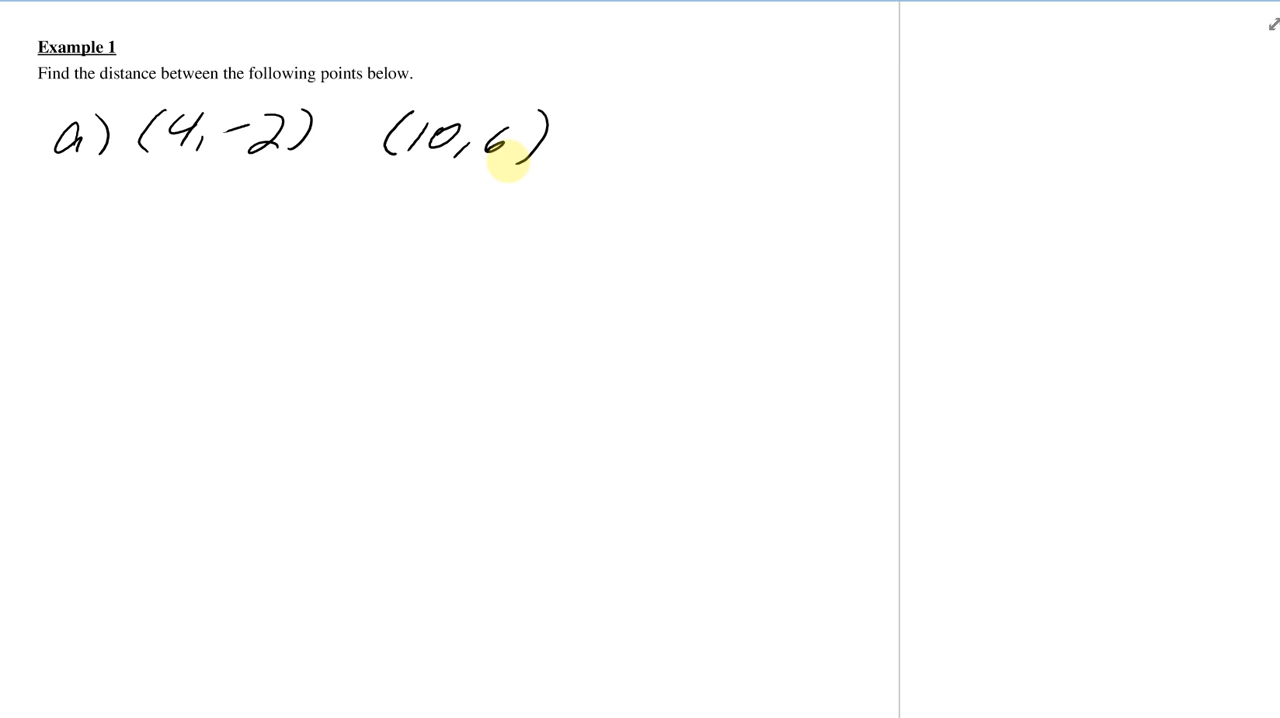 Example 1
Find the distance between the following points below.
a) (4, -2) (10, 6)